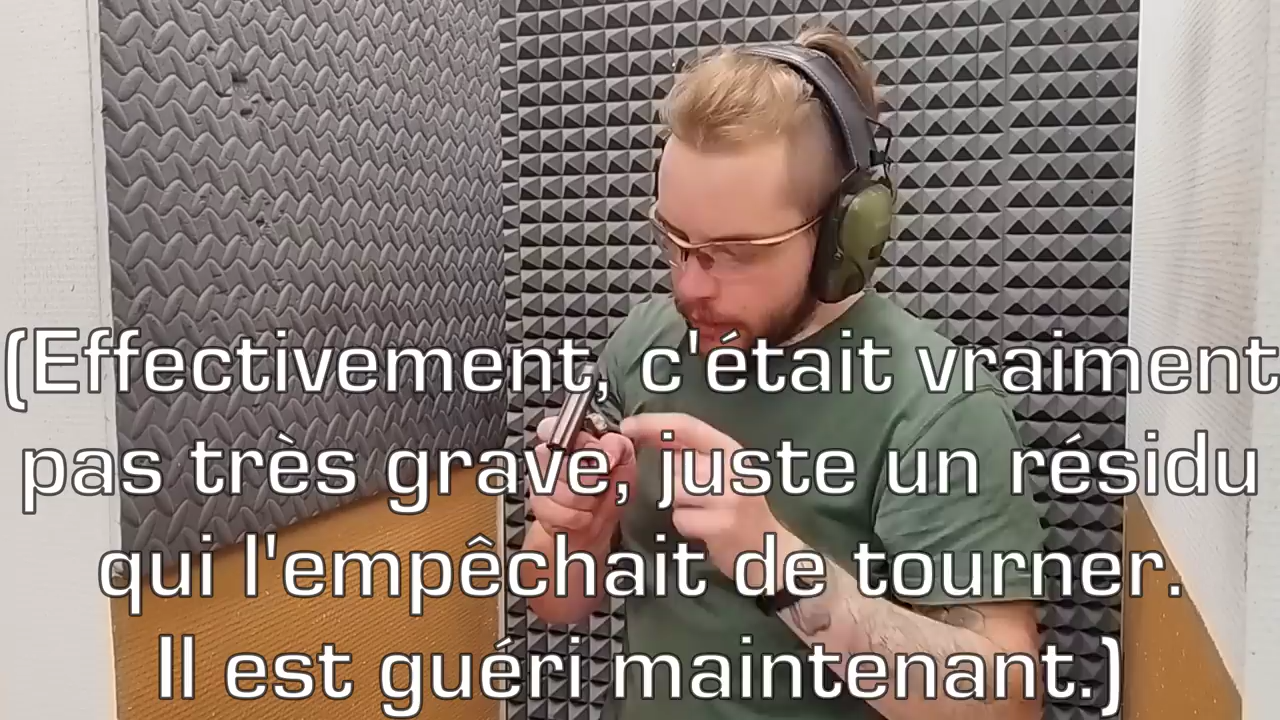 (Effectivement, c'était vraiment
pas très grave, juste un résidu
qui l'empêchait de tourner.
Il est guéri maintenant.)